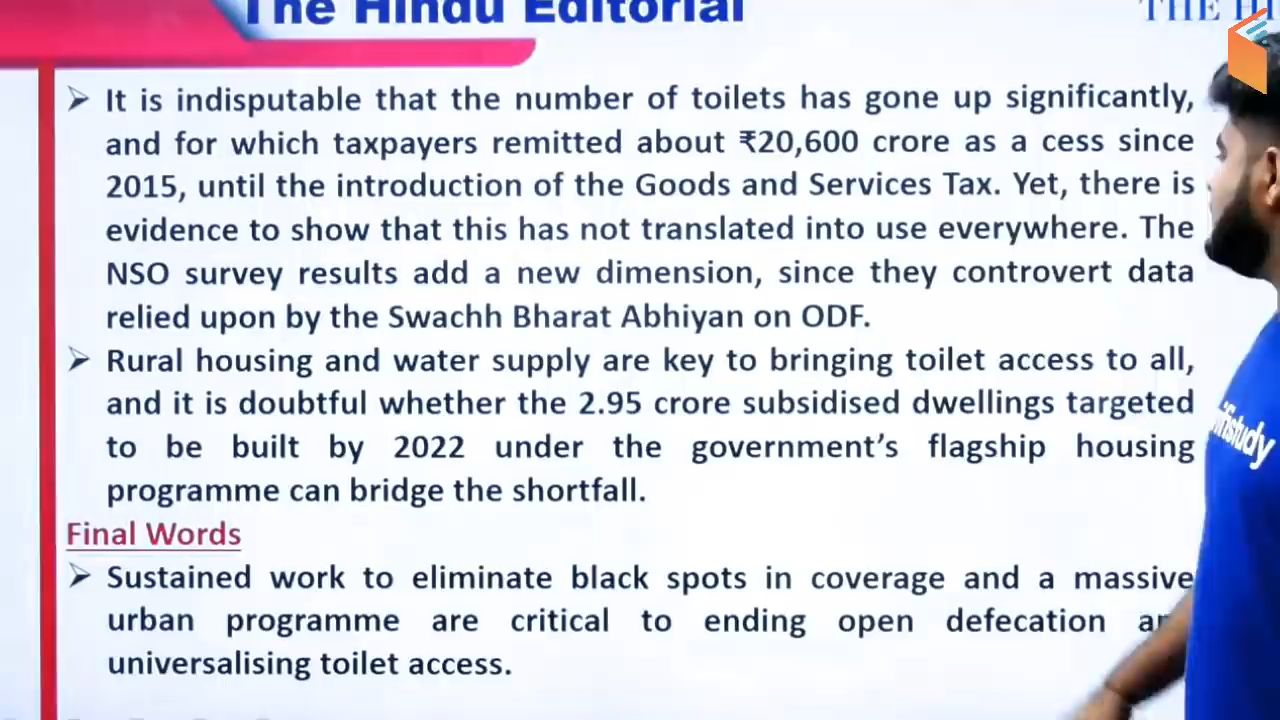 The Hindu Editorial
THE HI
➢ It is indisputable that the number of toilets has gone up significantly,
and for which taxpayers remitted about ₹20,600 crore as a cess since
2015, until the introduction of the Goods and Services Tax. Yet, there is
evidence to show that this has not translated into use everywhere. The
NSO survey results add a new dimension, since they controvert data
relied upon by the Swachh Bharat Abhiyan on ODF.
➢ Rural housing and water supply are key to bringing toilet access to all,
and it is doubtful whether the 2.95 crore subsidised dwellings targeted
to be built by 2022 under the government’s flagship housing
programme can bridge the shortfall.
Final Words
➢ Sustained work to eliminate black spots in coverage and a massive
urban programme are critical to ending open defecation
universalising toilet access.